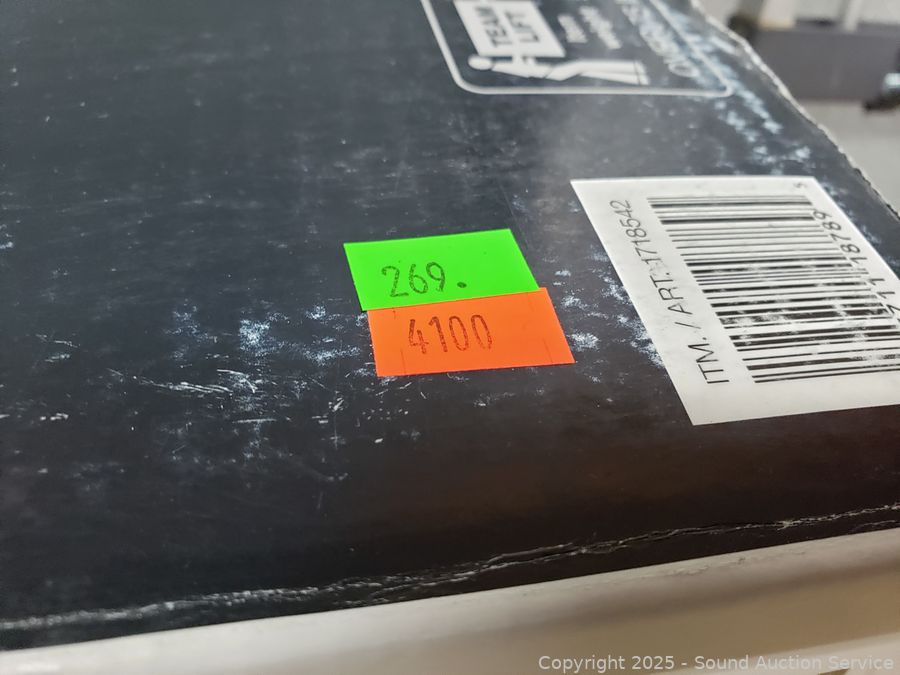 TEAM
LIFT
269.
4100
ITM. / ART. 1718542
Copyright 2025 - Sound Auction Service